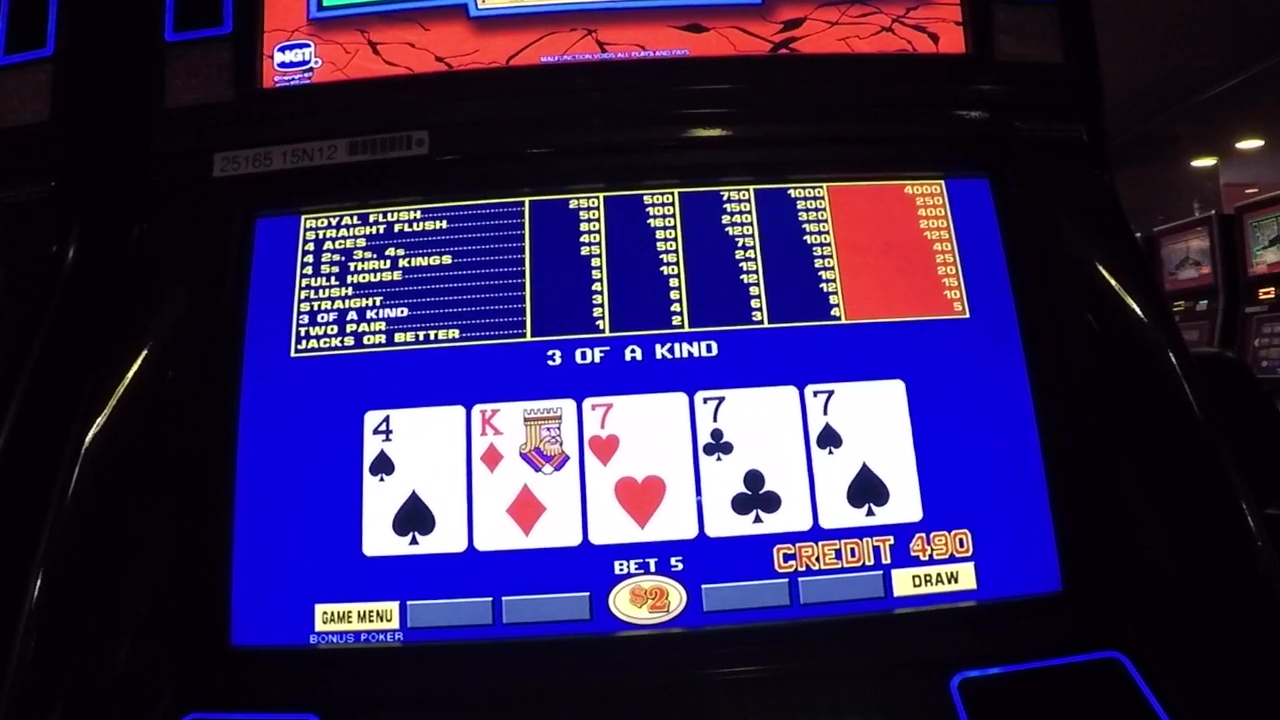 IGT
MALFUNCTION VOIDS ALL PLAYS AND PAYS
25165 15N12
ROYAL FLUSH 250 500 750 1000 4000
STRAIGHT FLUSH 50 100 150 200 250
4 ACES 80 160 240 320 400
4 2s, 3s, 4s 40 80 120 160 200
4 5s THRU KINGS 25 50 75 100 125
FULL HOUSE 8 16 24 32 40
FLUSH 5 10 15 20 25
STRAIGHT 4 8 12 16 20
3 OF A KIND 3 6 9 12 15
TWO PAIR 2 4 6 8 10
JACKS OR BETTER 1 2 3 4 5
3 OF A KIND
4 K 7 7 7
BET 5 CREDIT 490
GAME MENU $2 DRAW
BONUS POKER